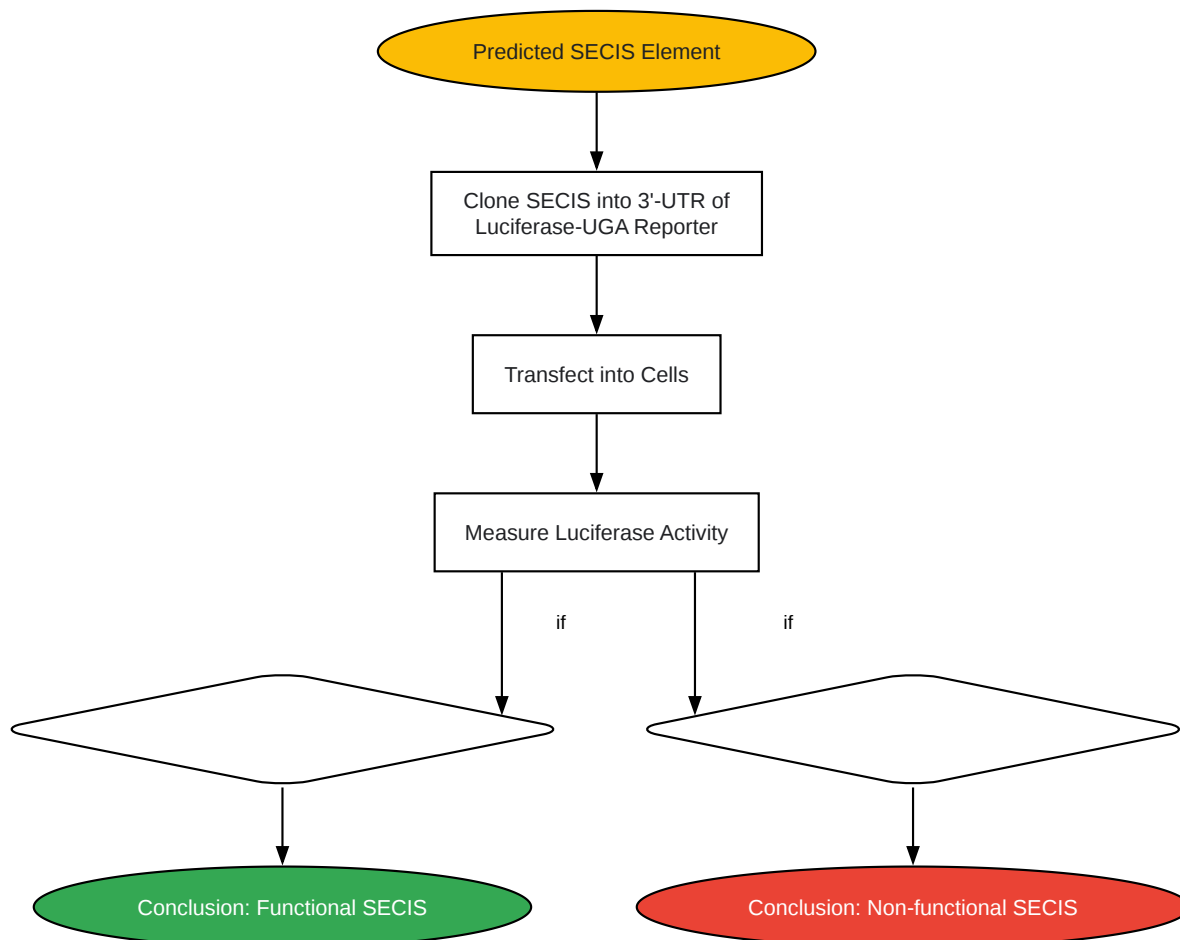 Predicted SECIS Element
Clone SECIS into 3'-UTR of
Luciferase-UGA Reporter
Transfect into Cells
Measure Luciferase Activity
if
if
Conclusion: Functional SECIS
Conclusion: Non-functional SECIS